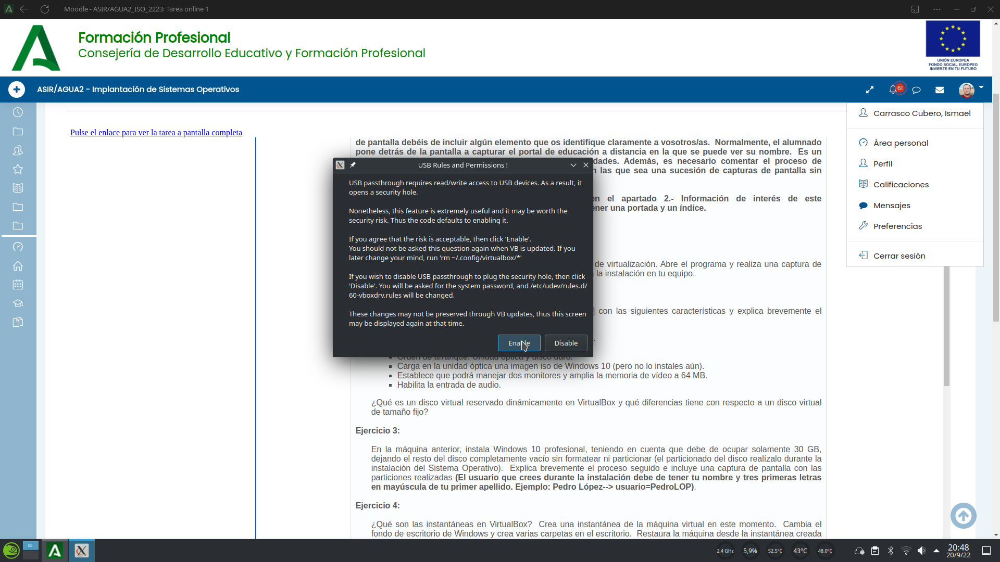 Moodle - ASIR/AGUA2_ISO_2223: Tarea online 1
Formación Profesional
Consejería de Desarrollo Educativo y Formación Profesional
UNIÓN EUROPEA
FONDO SOCIAL EUROPEO
INVIERTE EN TU FUTURO
ASIR/AGUA2 - Implantación de Sistemas Operativos
61
Carrasco Cubero, Ismael
Área personal
Perfil
Calificaciones
Mensajes
Preferencias
Cerrar sesión
Pulse el enlace para ver la tarea a pantalla completa
de pantalla debéis de incluir algún elemento que os identifique claramente a vosotros/as. Normalmente, el alumnado
pone detrás de la pantalla a capturar el portal de educación a distancia en la que se puede ver su nombre. Es un
dades. Además, es necesario comentar el proceso de
las que sea una sucesión de capturas de pantalla sin
en el apartado 2.- Información de interés de este
ner una portada y un índice.
de virtualización. Abre el programa y realiza una captura de
la instalación en tu equipo.
] con las siguientes características y explica brevemente el
USB Rules and Permissions !
USB passthrough requires read/write access to USB devices. As a result, it
opens a security hole.
Nonetheless, this feature is extremely useful and it may be worth the
security risk. Thus the code defaults to enabling it.
If you agree that the risk is acceptable, then click 'Enable'.
You should not be asked this question again when VB is updated. If you
later change your mind, run 'rm ~/.config/virtualbox/*'
If you wish to disable USB passthrough to plug the security hole, then click
'Disable'. You will be asked for the system password, and /etc/udev/rules.d/
60-vboxdrv.rules will be changed.
These changes may not be preserved through VB updates, thus this screen
may be displayed again at that time.
Enable
Disable
Orden de arranque: Unidad óptica y disco duro.
Carga en la unidad óptica una imagen iso de Windows 10 (pero no lo instales aún).
Establece que podrá manejar dos monitores y amplia la memoria de vídeo a 64 MB.
Habilita la entrada de audio.
¿Qué es un disco virtual reservado dinámicamente en VirtualBox y qué diferencias tiene con respecto a un disco virtual
de tamaño fijo?
Ejercicio 3:
En la máquina anterior, instala Windows 10 profesional, teniendo en cuenta que debe de ocupar solamente 30 GB,
dejando el resto del disco completamente vacío sin formatear ni particionar (el particionado del disco realízalo durante la
instalación del Sistema Operativo). Explica brevemente el proceso seguido e incluye una captura de pantalla con las
particiones realizadas (El usuario que crees durante la instalación debe de tener tu nombre y tres primeras letras
en mayúscula de tu primer apellido. Ejemplo: Pedro López--> usuario=PedroLOP).
Ejercicio 4:
¿Qué son las instantáneas en VirtualBox? Crea una instantánea de la máquina virtual en este momento. Cambia el
fondo de escritorio de Windows y crea varias carpetas en el escritorio. Restaura la máquina desde la instantánea creada
2,4 GHz
5,9%
52,5°C
43°C
48,0°C
20:48
20/9/22